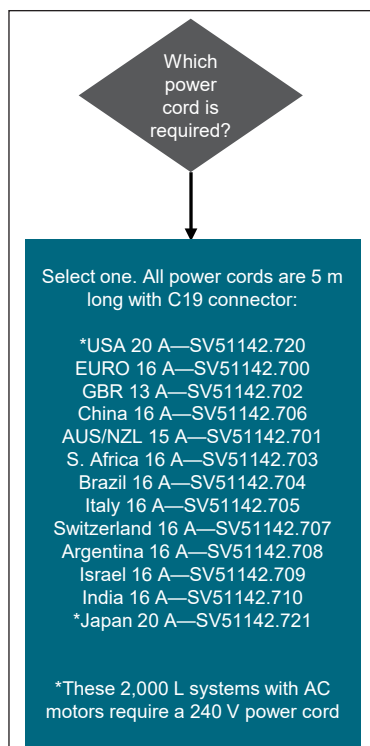 Which
power
cord is
required?
Select one. All power cords are 5 m
long with C19 connector:
*USA 20 A—SV51142.720
EURO 16 A—SV51142.700
GBR 13 A—SV51142.702
China 16 A—SV51142.706
AUS/NZL 15 A—SV51142.701
S. Africa 16 A—SV51142.703
Brazil 16 A—SV51142.704
Italy 16 A—SV51142.705
Switzerland 16 A—SV51142.707
Argentina 16 A—SV51142.708
Israel 16 A—SV51142.709
India 16 A—SV51142.710
*Japan 20 A—SV51142.721
*These 2,000 L systems with AC
motors require a 240 V power cord